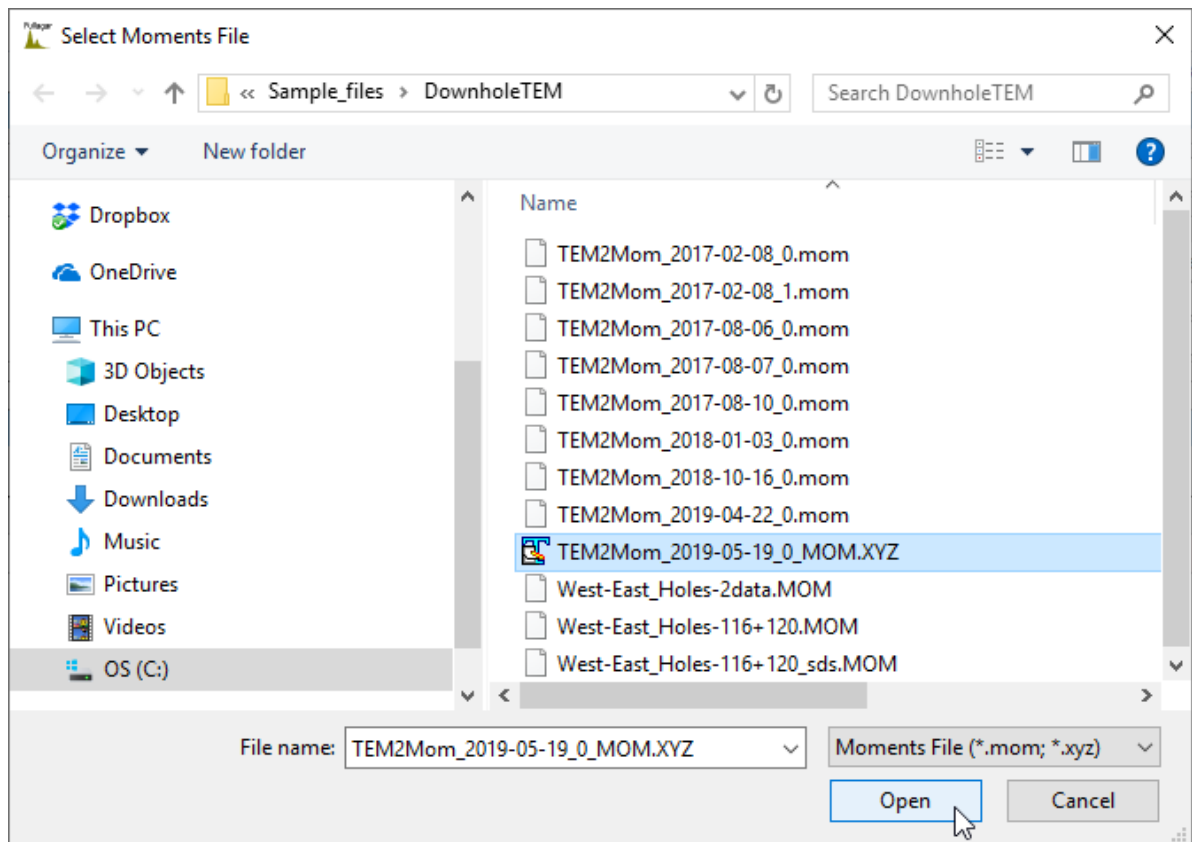 Select Moments File
« Sample_files › DownholeTEM
Search DownholeTEM
Organize
New folder
?
Dropbox
OneDrive
This PC
3D Objects
Desktop
Documents
Downloads
Music
Pictures
Videos
OS (C:)
Name
TEM2Mom_2017-02-08_0.mom
TEM2Mom_2017-02-08_1.mom
TEM2Mom_2017-08-06_0.mom
TEM2Mom_2017-08-07_0.mom
TEM2Mom_2017-08-10_0.mom
TEM2Mom_2018-01-03_0.mom
TEM2Mom_2018-10-16_0.mom
TEM2Mom_2019-04-22_0.mom
TEM2Mom_2019-05-19_0_MOM.XYZ
West-East_Holes-2data.MOM
West-East_Holes-116+120.MOM
West-East_Holes-116+120_sds.MOM
File name: TEM2Mom_2019-05-19_0_MOM.XYZ
Moments File (*.mom; *.xyz)
Open
Cancel